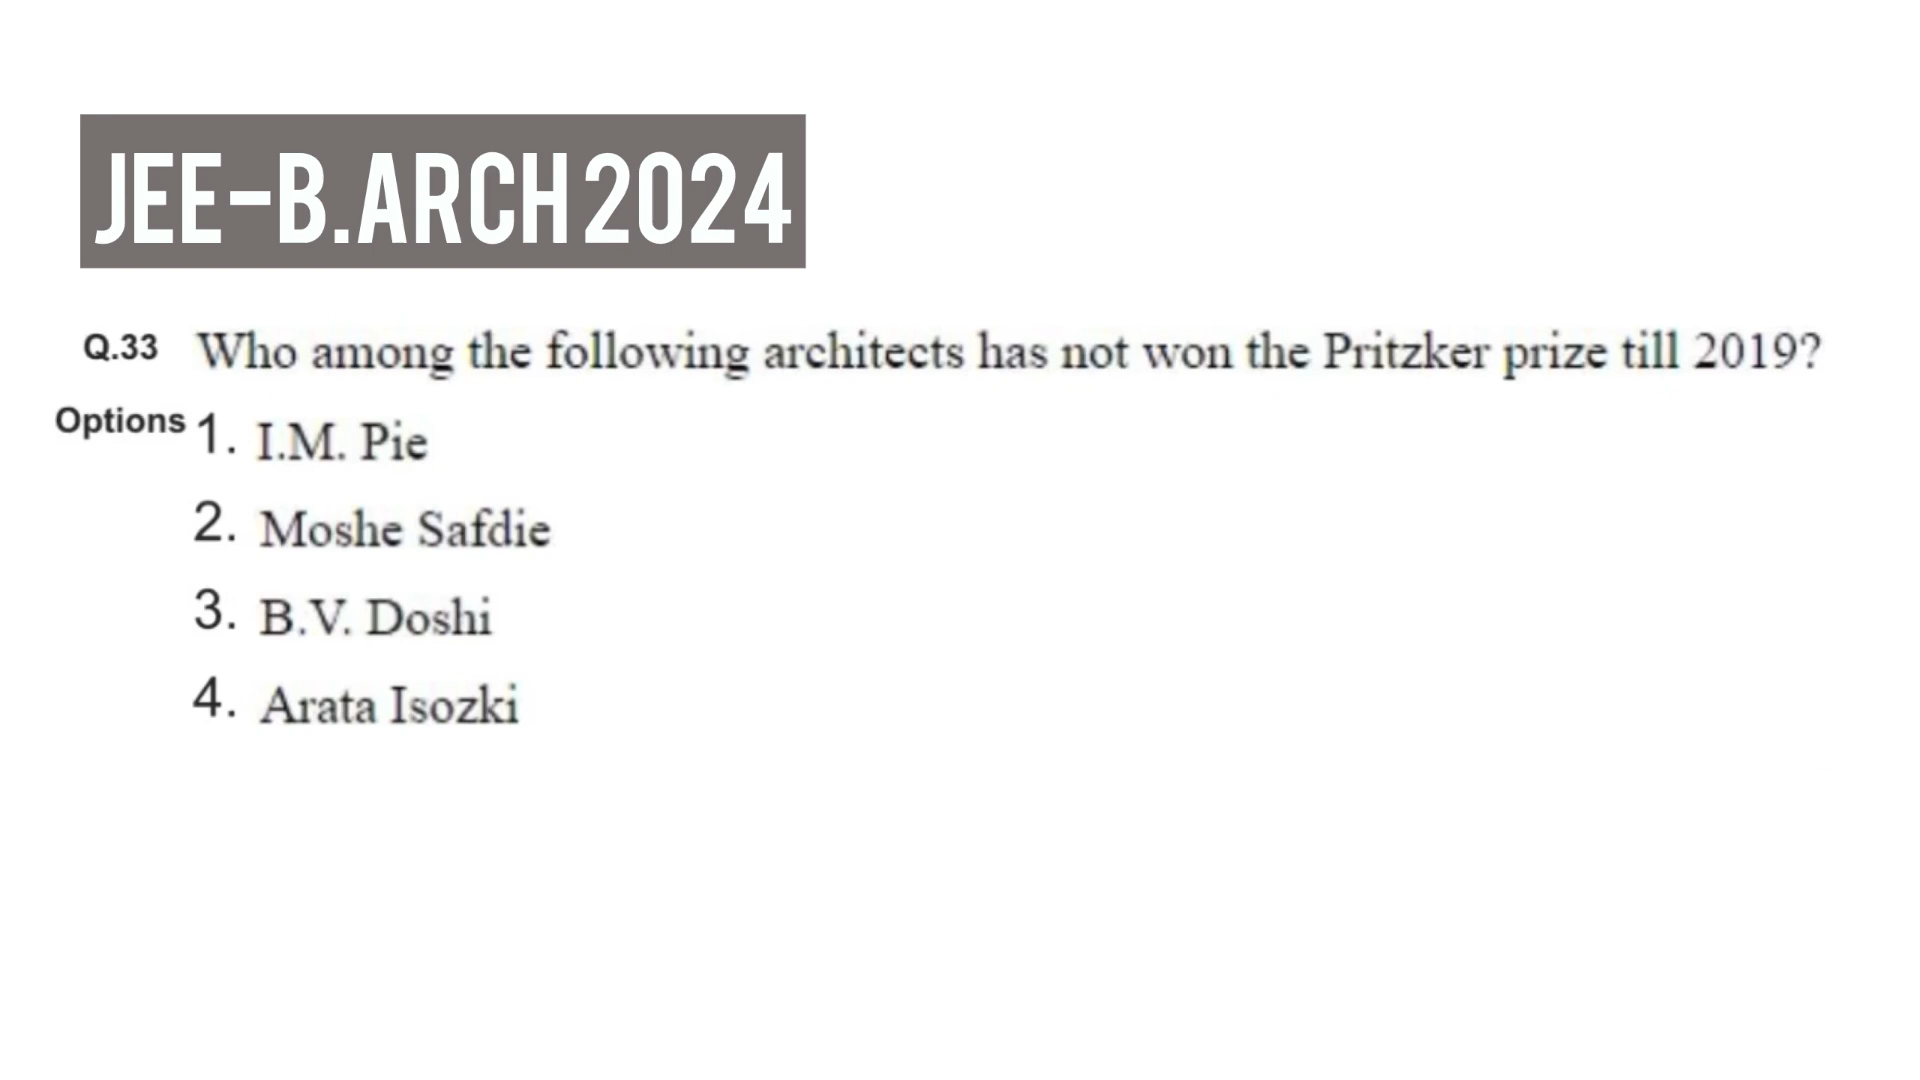 JEE-B.ARCH 2024
Q.33 Who among the following architects has not won the Pritzker prize till 2019?
Options 1. I.M. Pie
2. Moshe Safdie
3. B.V. Doshi
4. Arata Isozki